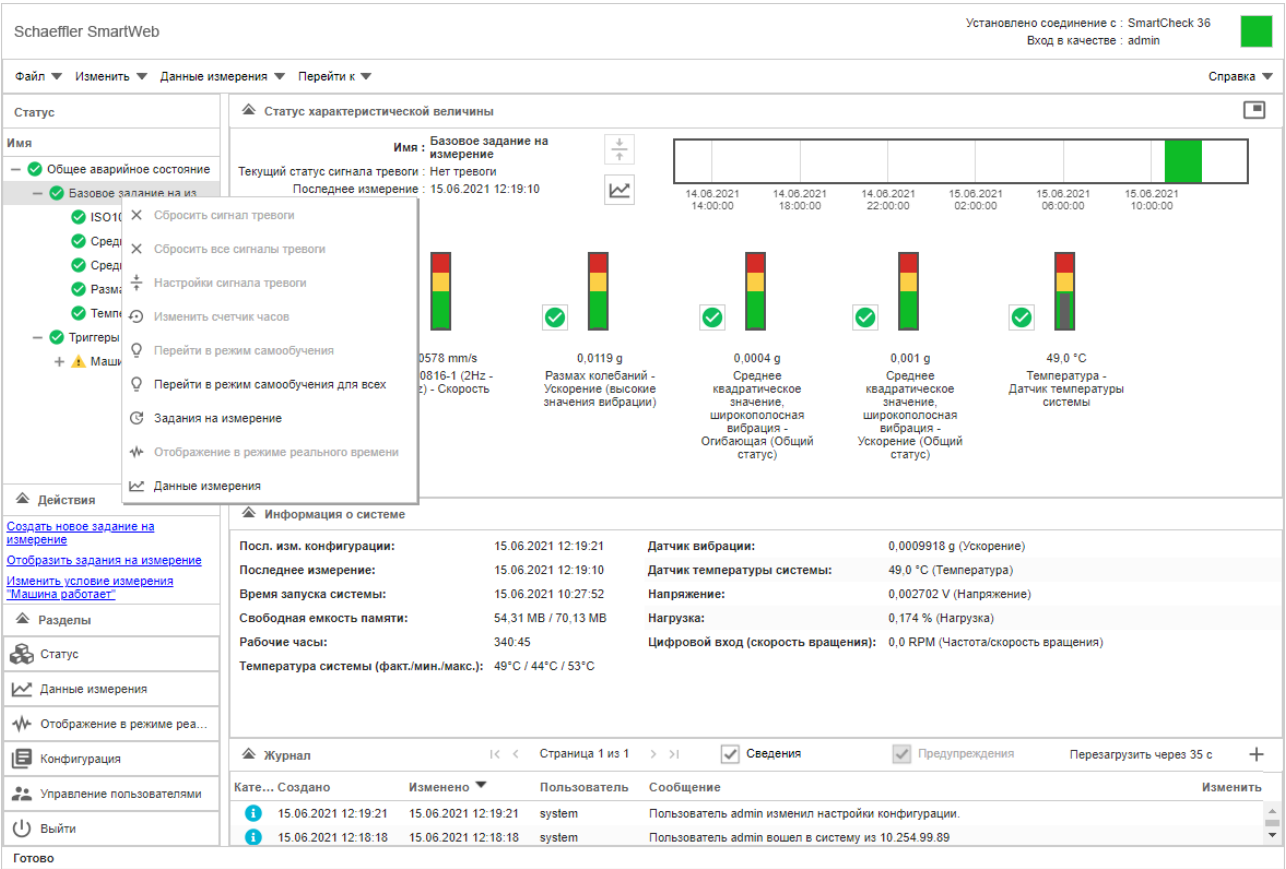 Schaeffler SmartWeb
Установлено соединение с : SmartCheck 36
Вход в качестве : admin
Файл Изменить Данные измерения Перейти к Справка
Статус
Имя
Общее аварийное состояние
Базовое задание на из
ISO10
Сред
Сред
Разма
Темпе
Триггеры
Маши
Сбросить сигнал тревоги
Сбросить все сигналы тревоги
Настройки сигнала тревоги
Изменить счетчик часов
Перейти в режим самообучения
Перейти в режим самообучения для всех
Задания на измерение
Отображение в режиме реального времени
Данные измерения
Статус характеристической величины
Имя : Базовое задание на
измерение
Текущий статус сигнала тревоги : Нет тревоги
Последнее измерение : 15.06.2021 12:19:10
14.06.2021 14.06.2021 14.06.2021 15.06.2021 15.06.2021 15.06.2021
14:00:00 18:00:00 22:00:00 02:00:00 06:00:00 10:00:00
0578 mm/s
0816-1 (2Hz -
z) - Скорость
0,0119 g
Размах колебаний -
Ускорение (высокие
значения вибрации)
0,0004 g
Среднее
квадратическое
значение,
широкополосная
вибрация -
Огибающая (Общий
статус)
0,001 g
Среднее
квадратическое
значение,
широкополосная
вибрация -
Ускорение (Общий
статус)
49,0 °C
Температура -
Датчик температуры
системы
Действия
Создать новое задание на
измерение
Отобразить задания на измерение
Изменить условие измерения
"Машина работает"
Разделы
Статус
Данные измерения
Отображение в режиме реа...
Конфигурация
Управление пользователями
Выйти
Информация о системе
Посл. изм. конфигурации: 15.06.2021 12:19:21 Датчик вибрации: 0,0009918 g (Ускорение)
Последнее измерение: 15.06.2021 12:19:10 Датчик температуры системы: 49,0 °C (Температура)
Время запуска системы: 15.06.2021 10:27:52 Напряжение: 0,002702 V (Напряжение)
Свободная емкость памяти: 54,31 MB / 70,13 MB Нагрузка: 0,174 % (Нагрузка)
Рабочие часы: 340:45 Цифровой вход (скорость вращения): 0,0 RPM (Частота/скорость вращения)
Температура системы (факт./мин./макс.): 49°C / 44°C / 53°C
Журнал Страница 1 из 1 Сведения Предупреждения Перезагрузить через 35 с
Кате... Создано Изменено Пользователь Сообщение Изменить
15.06.2021 12:19:21 15.06.2021 12:19:21 system Пользователь admin изменил настройки конфигурации.
15.06.2021 12:18:18 15.06.2021 12:18:18 system Пользователь admin вошел в систему из 10.254.99.89
Готово